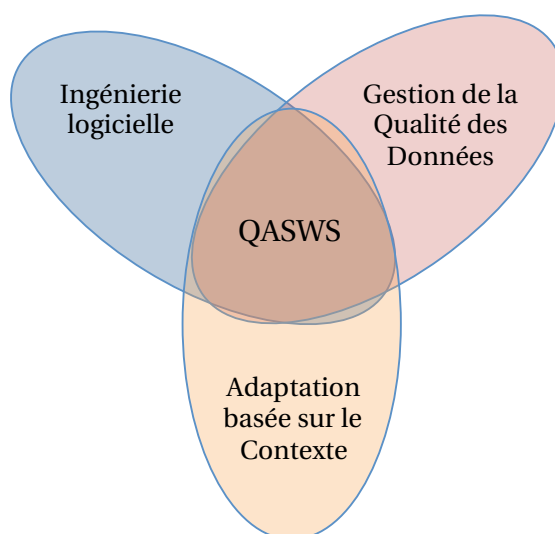 Ingénierie
logicielle
Gestion de la
Qualité des
Données
QASWS
Adaptation
basée sur le
Contexte